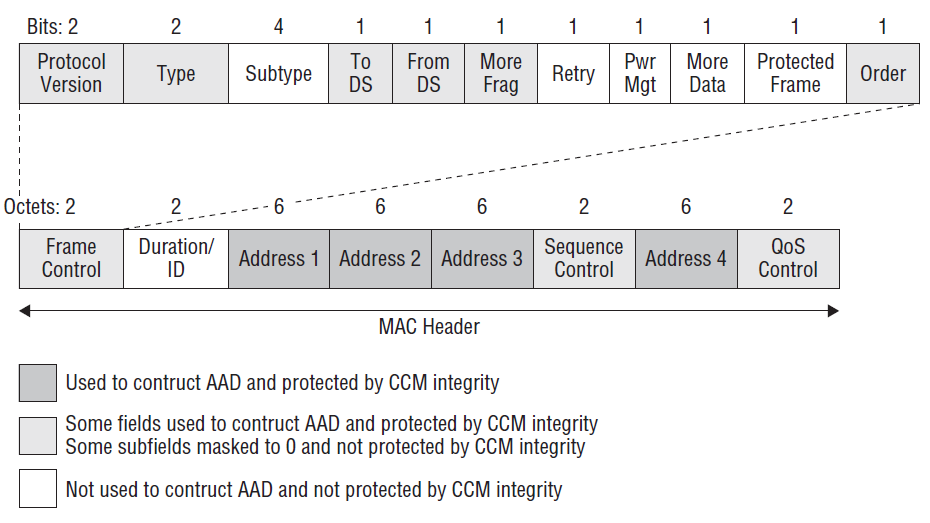 Bits: 2 2 4 1 1 1 1 1 1 1 1
Protocol Version Type Subtype To DS From DS More Frag Retry Pwr Mgt More Data Protected Frame Order
Octets: 2 2 6 6 6 2 6 2
Frame Control Duration/ ID Address 1 Address 2 Address 3 Sequence Control Address 4 QoS Control
MAC Header
Used to contruct AAD and protected by CCM integrity
Some fields used to contruct AAD and protected by CCM integrity
Some subfields masked to 0 and not protected by CCM integrity
Not used to contruct AAD and not protected by CCM integrity